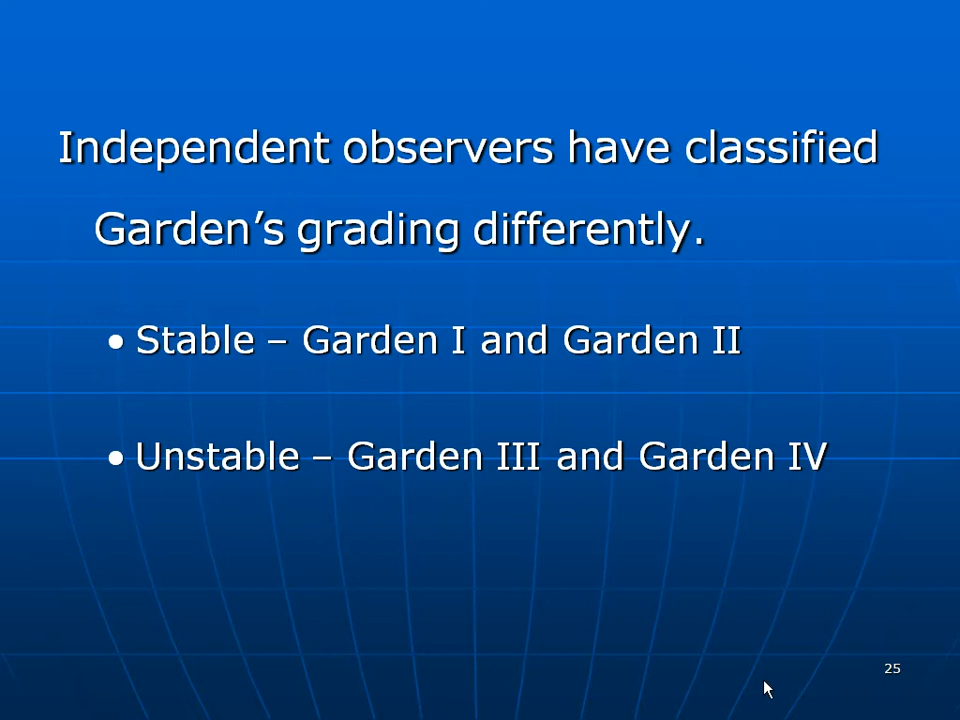 Independent observers have classified
Garden’s grading differently.
• Stable – Garden I and Garden II
• Unstable – Garden III and Garden IV
25